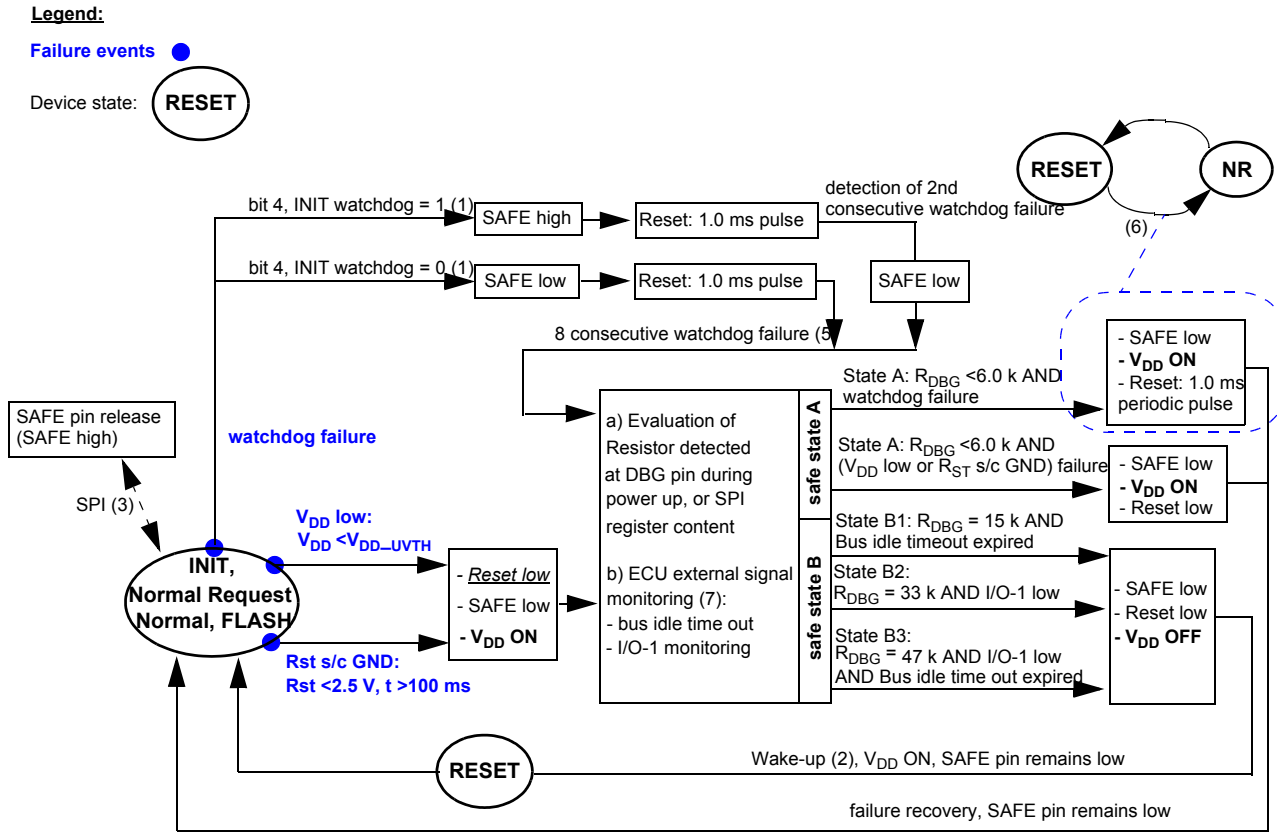 Legend:
Failure events
Device state:
RESET
RESET
NR
(6)
bit 4, INIT watchdog = 1 (1)
SAFE high
Reset: 1.0 ms pulse
detection of 2nd
consecutive watchdog failure
bit 4, INIT watchdog = 0 (1)
SAFE low
Reset: 1.0 ms pulse
SAFE low
8 consecutive watchdog failure (5
SAFE pin release
(SAFE high)
SPI (3)
watchdog failure
VDD low:
VDD <VDD_UVTH
INIT,
Normal Request
Normal, FLASH
Rst s/c GND:
Rst <2.5 V, t >100 ms
- Reset low
- SAFE low
- VDD ON
a) Evaluation of
Resistor detected
at DBG pin during
power up, or SPI
register content
b) ECU external signal
monitoring (7):
- bus idle time out
- I/O-1 monitoring
safe state A
safe state B
State A: RDBG <6.0 k AND
watchdog failure
State A: RDBG <6.0 k AND
(VDD low or RST s/c GND) failure
State B1: RDBG = 15 k AND
Bus idle timeout expired
State B2:
RDBG = 33 k AND I/O-1 low
State B3:
RDBG = 47 k AND I/O-1 low
AND Bus idle time out expired
- SAFE low
- VDD ON
- Reset: 1.0 ms
periodic pulse
- SAFE low
- VDD ON
- Reset low
- SAFE low
- Reset low
- VDD OFF
RESET
Wake-up (2), VDD ON, SAFE pin remains low
failure recovery, SAFE pin remains low